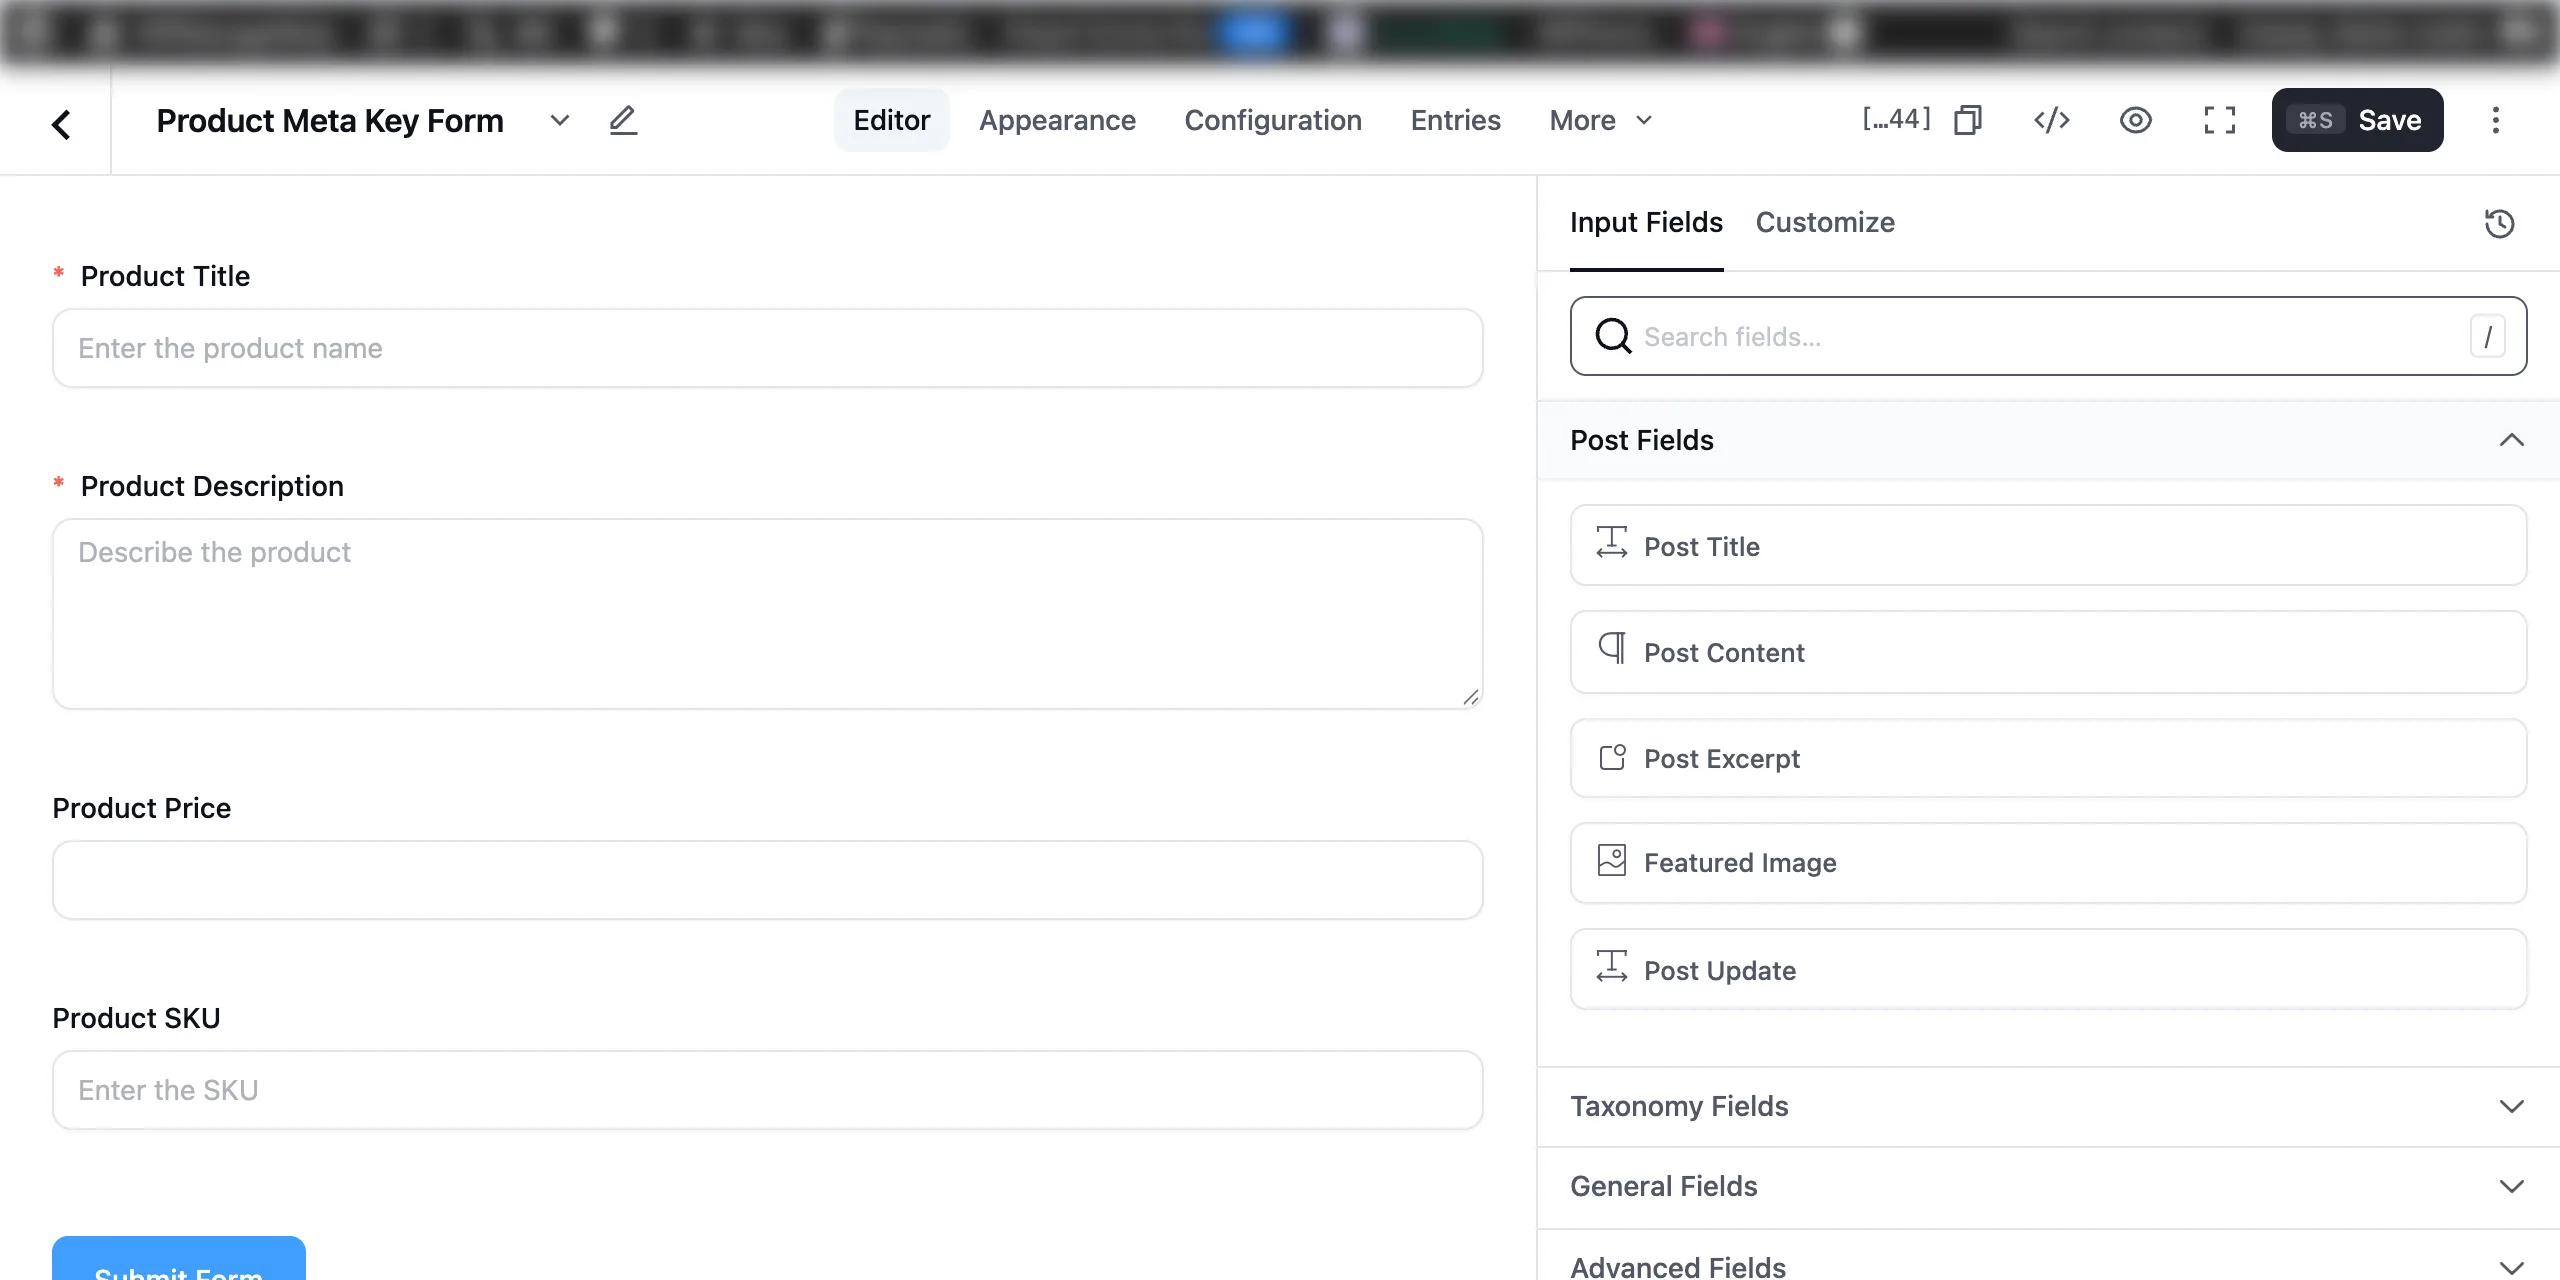 Product Meta Key Form
Editor Appearance Configuration Entries More [...44] </> ⌘S Save
* Product Title
Enter the product name
* Product Description
Describe the product
Product Price
Product SKU
Enter the SKU
Submit Form
Input Fields Customize
Search fields... /
Post Fields
Post Title
Post Content
Post Excerpt
Featured Image
Post Update
Taxonomy Fields
General Fields
Advanced Fields